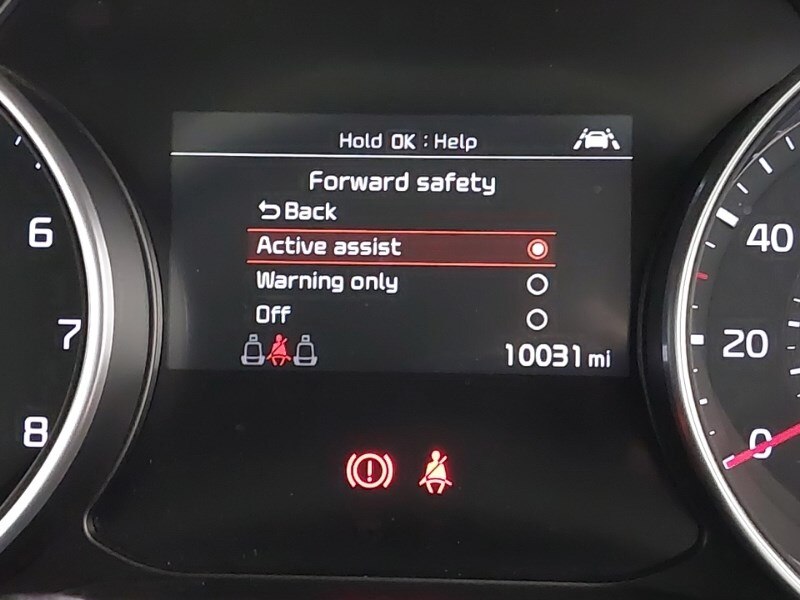 Hold OK : Help
Forward safety
Back
Active assist
Warning only
Off
10031 mi
6
7
8
40
20
0